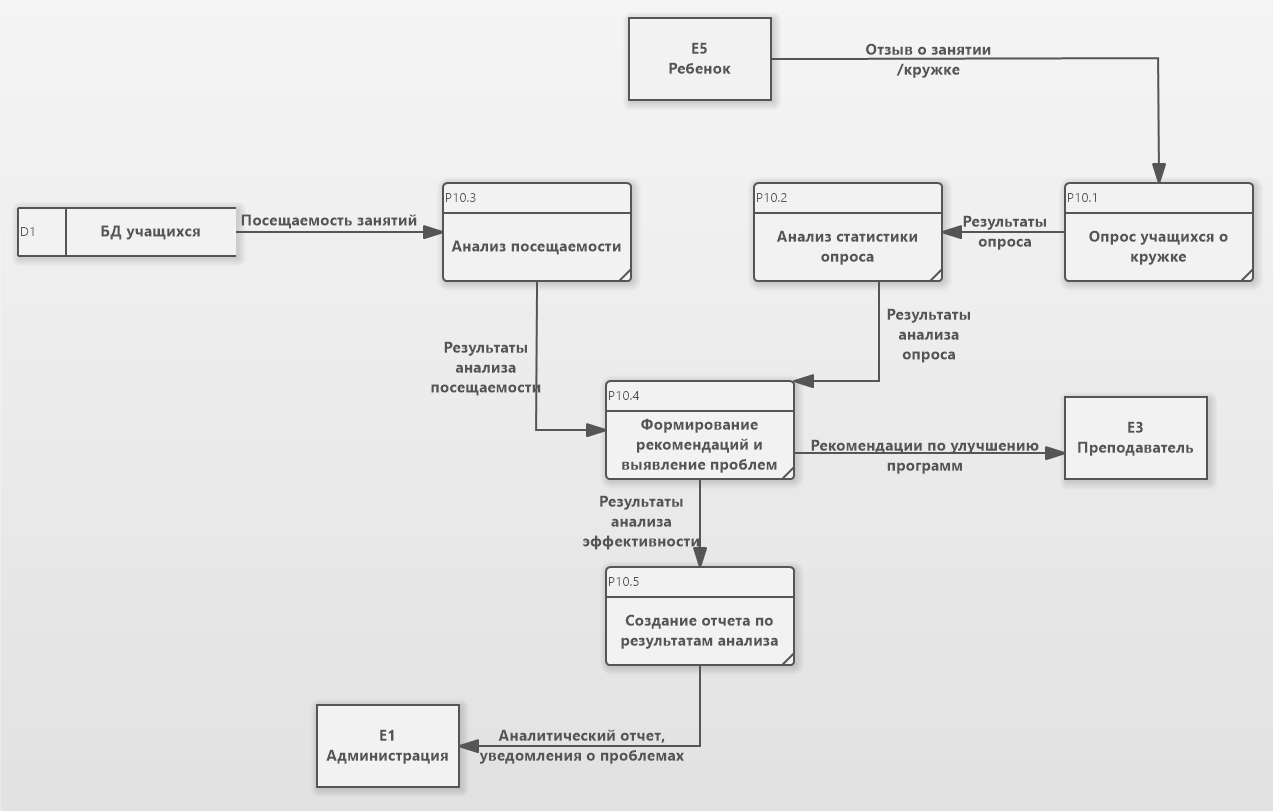 E5
Ребенок
Отзыв о занятии
/кружке
D1
БД учащихся
Посещаемость занятий
P10.3
Анализ посещаемости
P10.2
Анализ статистики
опроса
Результаты
опроса
P10.1
Опрос учащихся о
кружке
Результаты
анализа
посещаемости
Результаты
анализа
опроса
P10.4
Формирование
рекомендаций и
выявление проблем
Рекомендации по улучшению
программ
E3
Преподаватель
Результаты
анализа
эффективности
P10.5
Создание отчета по
результатам анализа
E1
Администрация
Аналитический отчет,
уведомления о проблемах